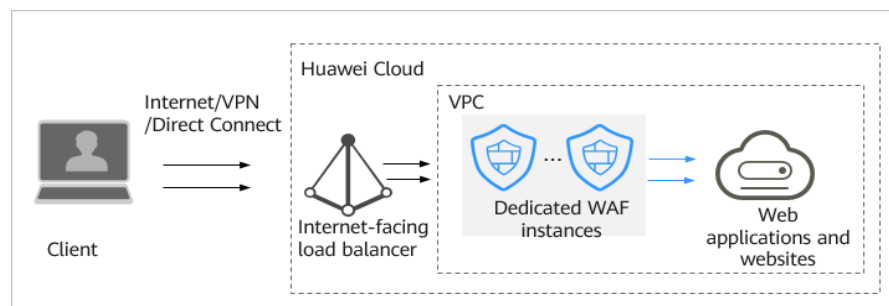 Huawei Cloud
Internet/VPN
/Direct Connect
VPC
...
Dedicated WAF
instances
Internet-facing
load balancer
Web
applications and
websites
Client